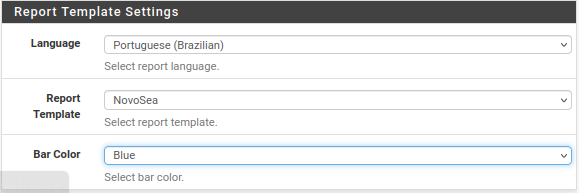 Report Template Settings
Language
Portuguese (Brazilian)
Select report language.
Report
Template
NovoSea
Select report template.
Bar Color
Blue
Select bar color.